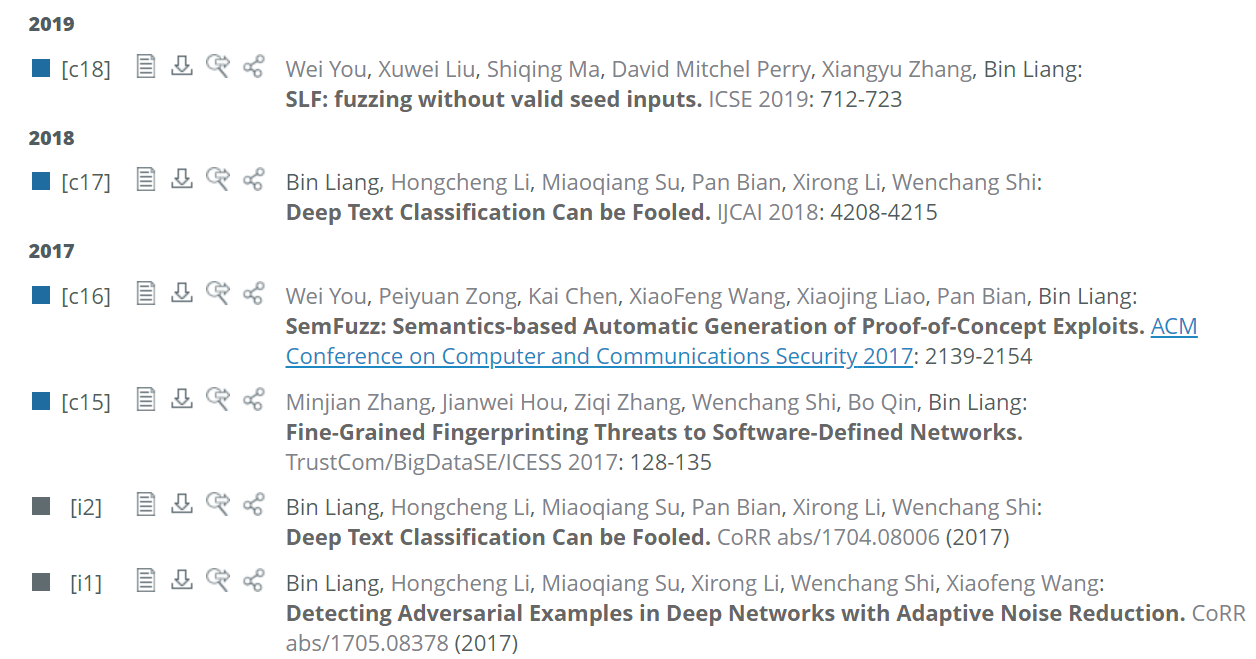 2019
[c18] Wei You, Xuwei Liu, Shiqing Ma, David Mitchel Perry, Xiangyu Zhang, Bin Liang:
SLF: fuzzing without valid seed inputs. ICSE 2019: 712-723
2018
[c17] Bin Liang, Hongcheng Li, Miaoqiang Su, Pan Bian, Xirong Li, Wenchang Shi:
Deep Text Classification Can be Fooled. IJCAI 2018: 4208-4215
2017
[c16] Wei You, Peiyuan Zong, Kai Chen, XiaoFeng Wang, Xiaojing Liao, Pan Bian, Bin Liang:
SemFuzz: Semantics-based Automatic Generation of Proof-of-Concept Exploits. ACM
Conference on Computer and Communications Security 2017: 2139-2154
[c15] Minjian Zhang, Jianwei Hou, Ziqi Zhang, Wenchang Shi, Bo Qin, Bin Liang:
Fine-Grained Fingerprinting Threats to Software-Defined Networks.
TrustCom/BigDataSE/ICESS 2017: 128-135
[i2] Bin Liang, Hongcheng Li, Miaoqiang Su, Pan Bian, Xirong Li, Wenchang Shi:
Deep Text Classification Can be Fooled. CoRR abs/1704.08006 (2017)
[i1] Bin Liang, Hongcheng Li, Miaoqiang Su, Xirong Li, Wenchang Shi, Xiaofeng Wang:
Detecting Adversarial Examples in Deep Networks with Adaptive Noise Reduction. CoRR
abs/1705.08378 (2017)